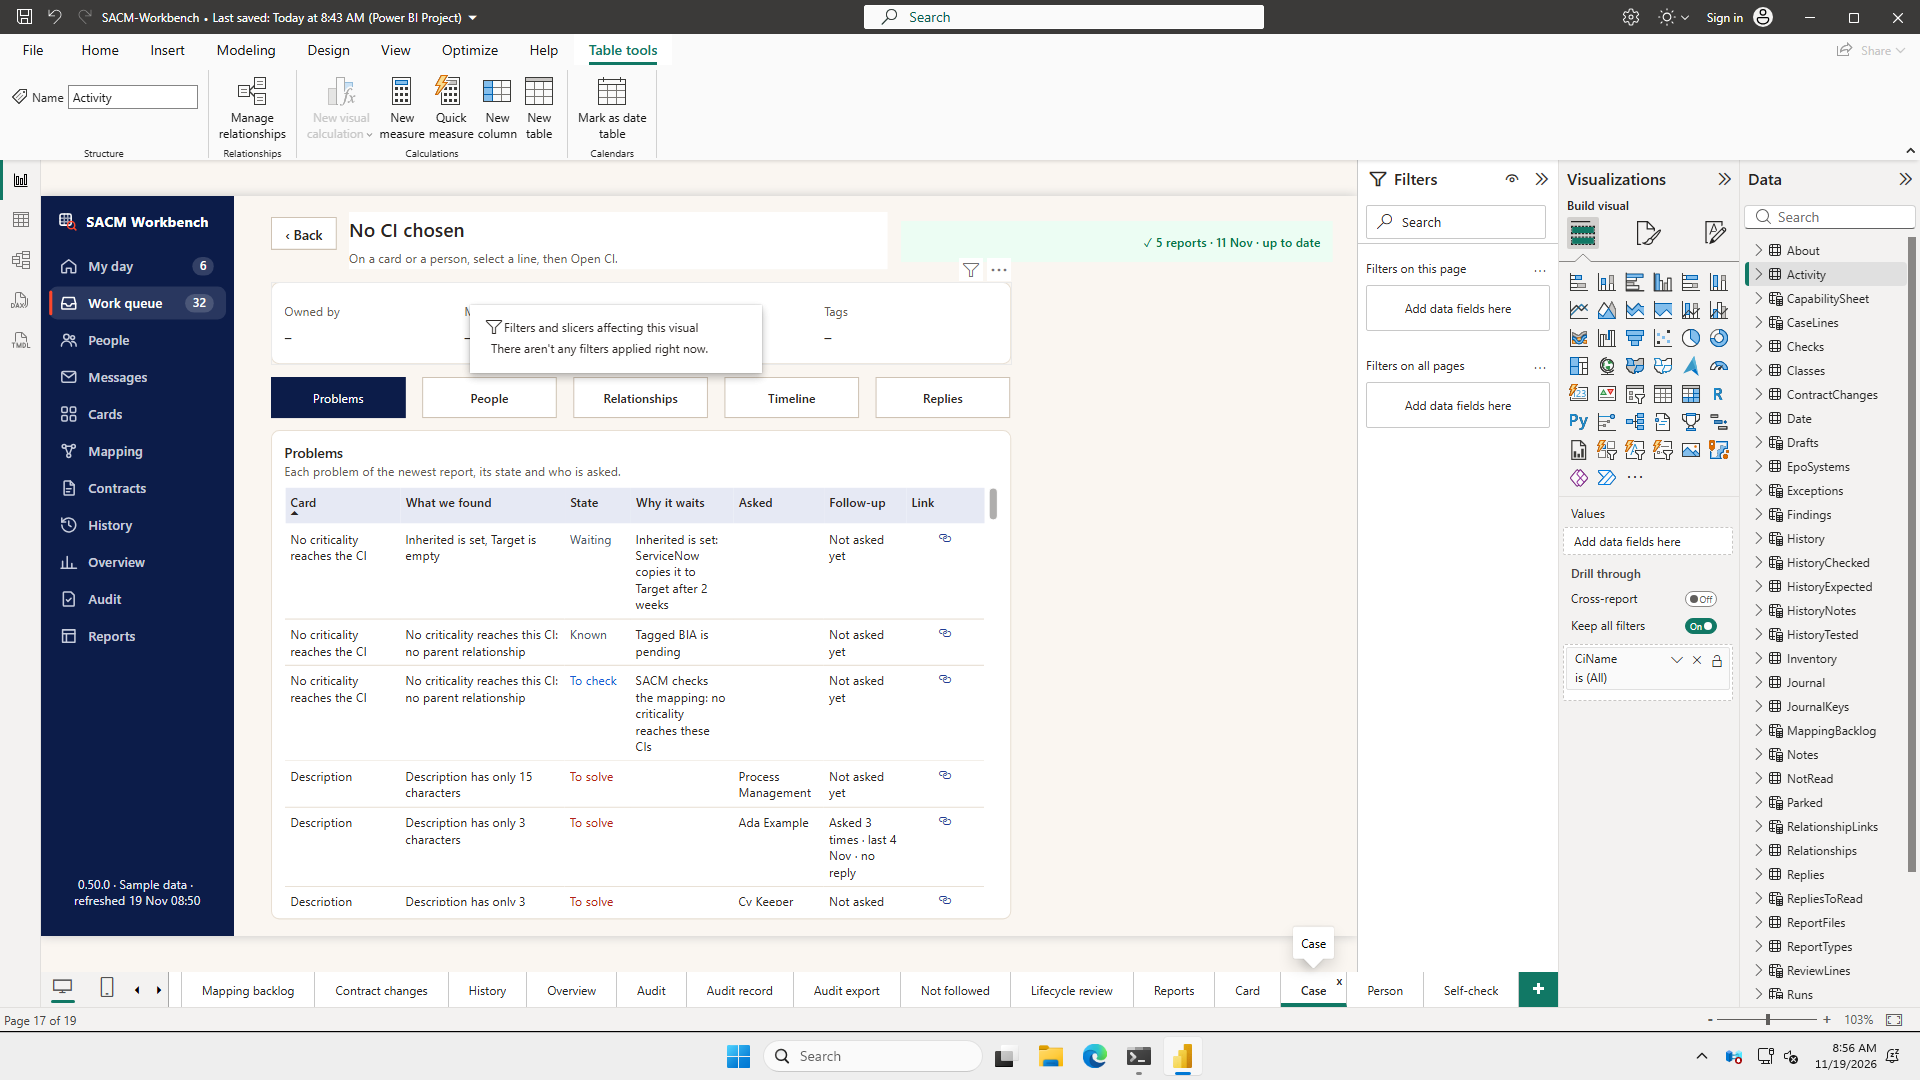 SACM-Workbench • Last saved: Today at 8:43 AM (Power BI Project)
Search
Sign in
File
Home
Insert
Modeling
Design
View
Optimize
Help
Table tools
Share
Name
Activity
Structure
Manage relationships
Relationships
New visual calculation
New measure
Quick measure
New column
New table
Calculations
Mark as date table
Calendars
SACM Workbench
My day 6
Work queue 32
People
Messages
Cards
Mapping
Contracts
History
Overview
Audit
Reports
0.50.0 · Sample data ·
refreshed 19 Nov 08:50
‹ Back
No CI chosen
On a card or a person, select a line, then Open CI.
✓ 5 reports · 11 Nov · up to date
Owned by
–
Tags
–
Filters and slicers affecting this visual
There aren't any filters applied right now.
Problems
People
Relationships
Timeline
Replies
Problems
Each problem of the newest report, its state and who is asked.
Card What we found State Why it waits Asked Follow-up Link
No criticality reaches the CI Inherited is set, Target is empty Waiting Inherited is set: ServiceNow copies it to Target after 2 weeks Not asked yet
No criticality reaches the CI No criticality reaches this CI: no parent relationship Known Tagged BIA is pending Not asked yet
No criticality reaches the CI No criticality reaches this CI: no parent relationship To check SACM checks the mapping: no criticality reaches these CIs Not asked yet
Description Description has only 15 characters To solve Process Management Not asked yet
Description Description has only 3 characters To solve Ada Example Asked 3 times · last 4 Nov · no reply
Description Description has only 3 To solve Cy Keeper Not asked
Filters
Search
Filters on this page
Add data fields here
Filters on all pages
Add data fields here
Visualizations
Build visual
Values
Add data fields here
Drill through
Cross-report Off
Keep all filters On
CiName
is (All)
Data
Search
About
Activity
CapabilitySheet
CaseLines
Checks
Classes
ContractChanges
Date
Drafts
EpoSystems
Exceptions
Findings
History
HistoryChecked
HistoryExpected
HistoryNotes
HistoryTested
Inventory
Journal
JournalKeys
MappingBacklog
Notes
NotRead
Parked
RelationshipLinks
Relationships
Replies
RepliesToRead
ReportFiles
ReportTypes
ReviewLines
Runs
Case
Mapping backlog
Contract changes
History
Overview
Audit
Audit record
Audit export
Not followed
Lifecycle review
Reports
Card
Case
x
Person
Self-check
+
Page 17 of 19
- + 103%
Search
8:56 AM
11/19/2026
DAX
TMDL
R
Py
123